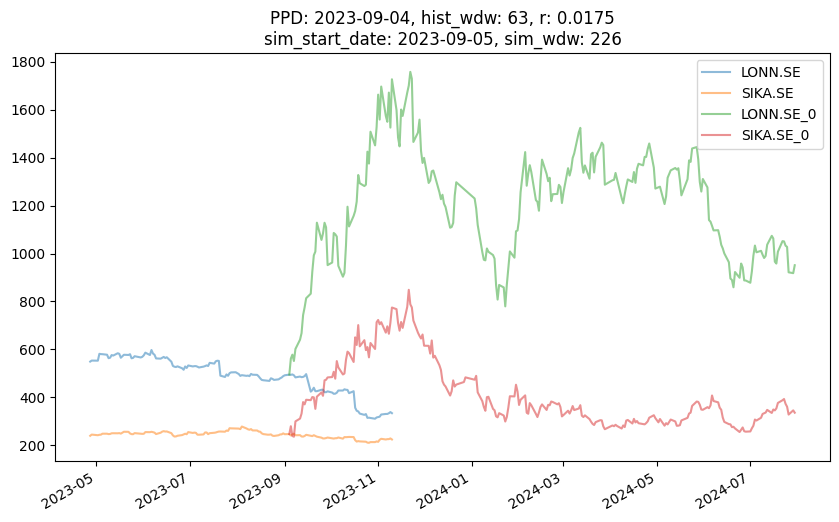 PPD: 2023-09-04, hist_wdw: 63, r: 0.0175
sim_start_date: 2023-09-05, sim_wdw: 226
1800
1600
1400
1200
1000
800
600
400
200
LONN.SE
SIKA.SE
LONN.SE_0
SIKA.SE_0
2023-05
2023-07
2023-09
2023-11
2024-01
2024-03
2024-05
2024-07